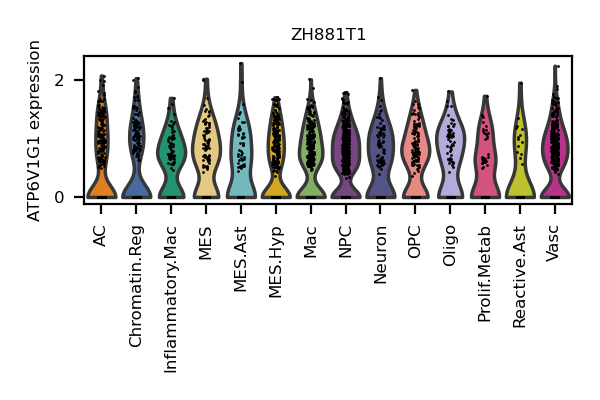 ZH881T1
ATP6V1G1 expression
2
0
AC
Chromatin.Reg
Inflammatory.Mac
MES
MES.Ast
MES.Hyp
Mac
NPC
Neuron
OPC
Oligo
Prolif.Metab
Reactive.Ast
Vasc